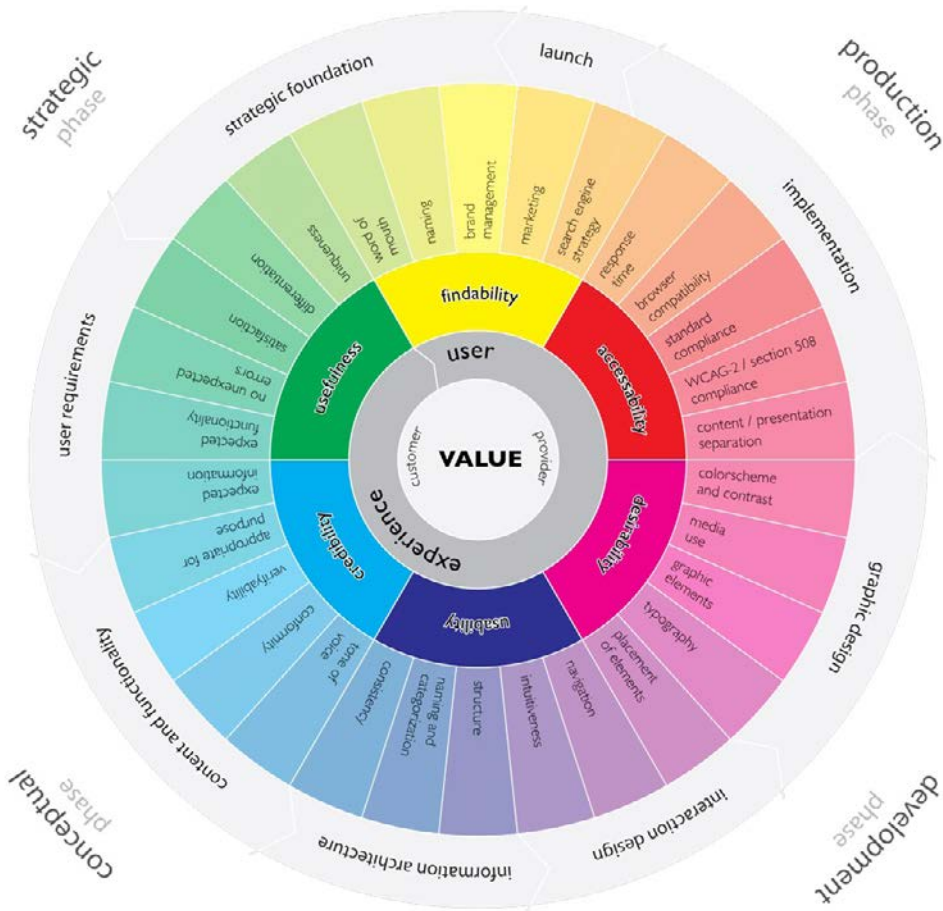 strategic
phase
production
phase
development
phase
conceptual
phase
strategic foundation
launch
implementation
graphic design
interaction design
information architecture
content and functionality
user requirements
uniqueness
word of
mouth
naming
brand
management
marketing
search engine
strategy
response
time
browser
compatibility
standard
compliance
WCAG-2 / section 508
compliance
content / presentation
separation
colorscheme
and contrast
media
use
graphic
elements
typography
placement
of elements
navigation
intuitiveness
structure
naming and
categorization
consistency
tone of
voice
conformity
verifyability
appropriate for
purpose
expected
information
expected
functionality
no unexpected
errors
satisfaction
differentiation
findability
accessability
desirability
usability
credibility
usefulness
user
experience
customer
provider
VALUE